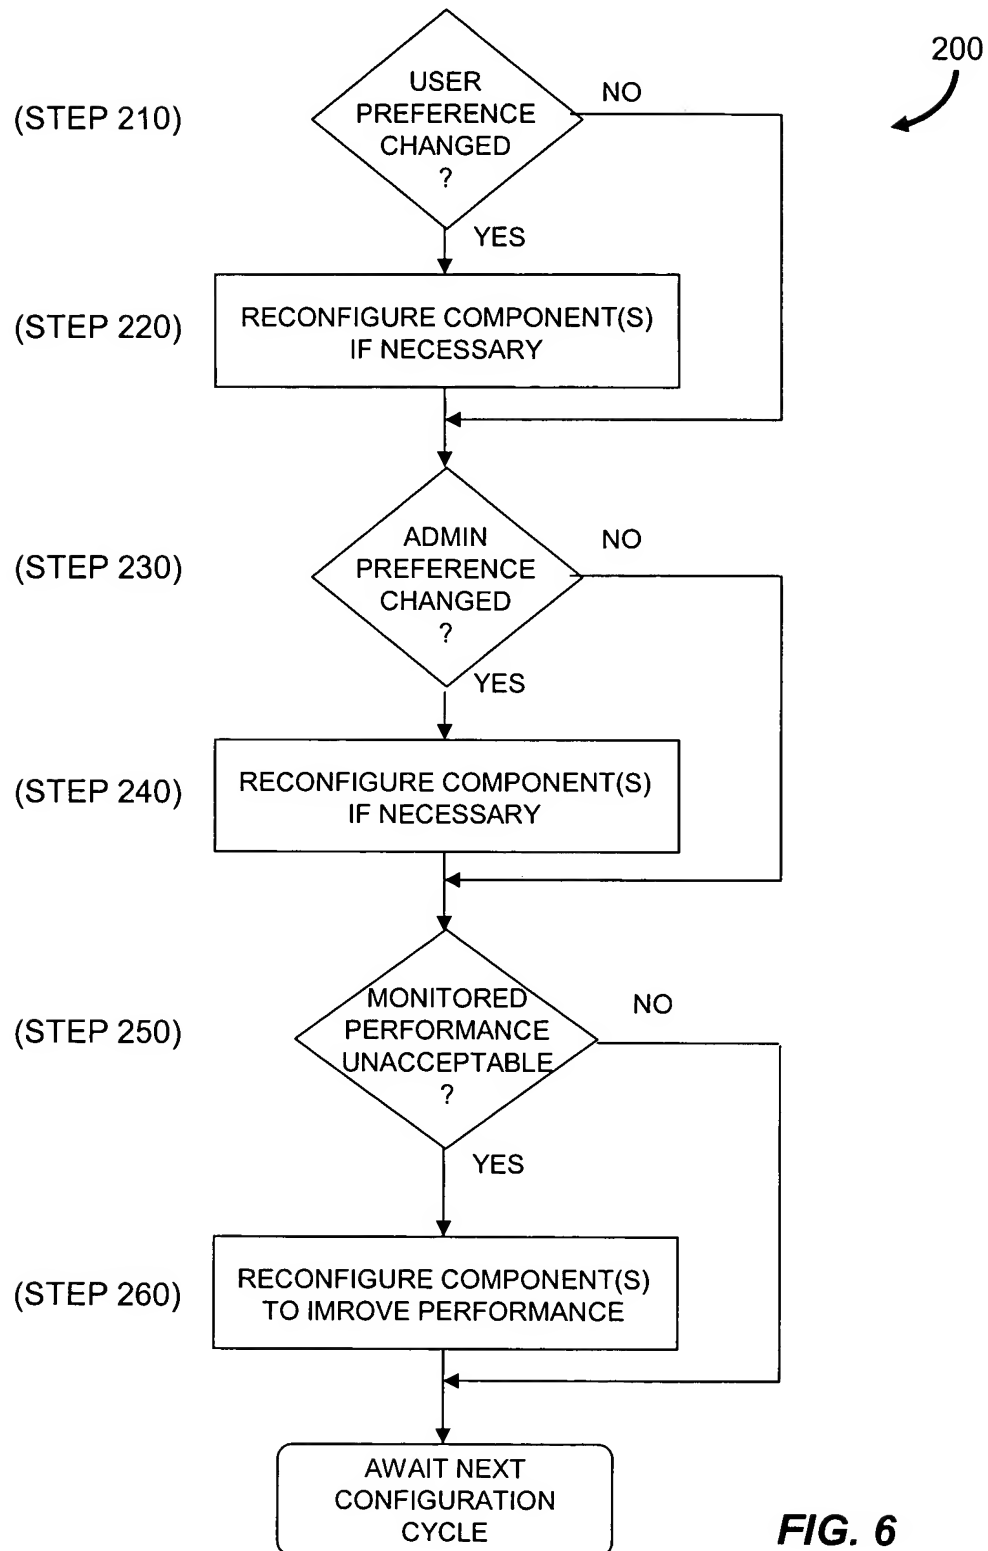 200
(STEP 210)
USER
PREFERENCE
CHANGED
?
NO
YES
(STEP 220)
RECONFIGURE COMPONENT(S)
IF NECESSARY
(STEP 230)
ADMIN
PREFERENCE
CHANGED
?
NO
YES
(STEP 240)
RECONFIGURE COMPONENT(S)
IF NECESSARY
(STEP 250)
MONITORED
PERFORMANCE
UNACCEPTABLE
?
NO
YES
(STEP 260)
RECONFIGURE COMPONENT(S)
TO IMROVE PERFORMANCE
AWAIT NEXT
CONFIGURATION
CYCLE
FIG. 6